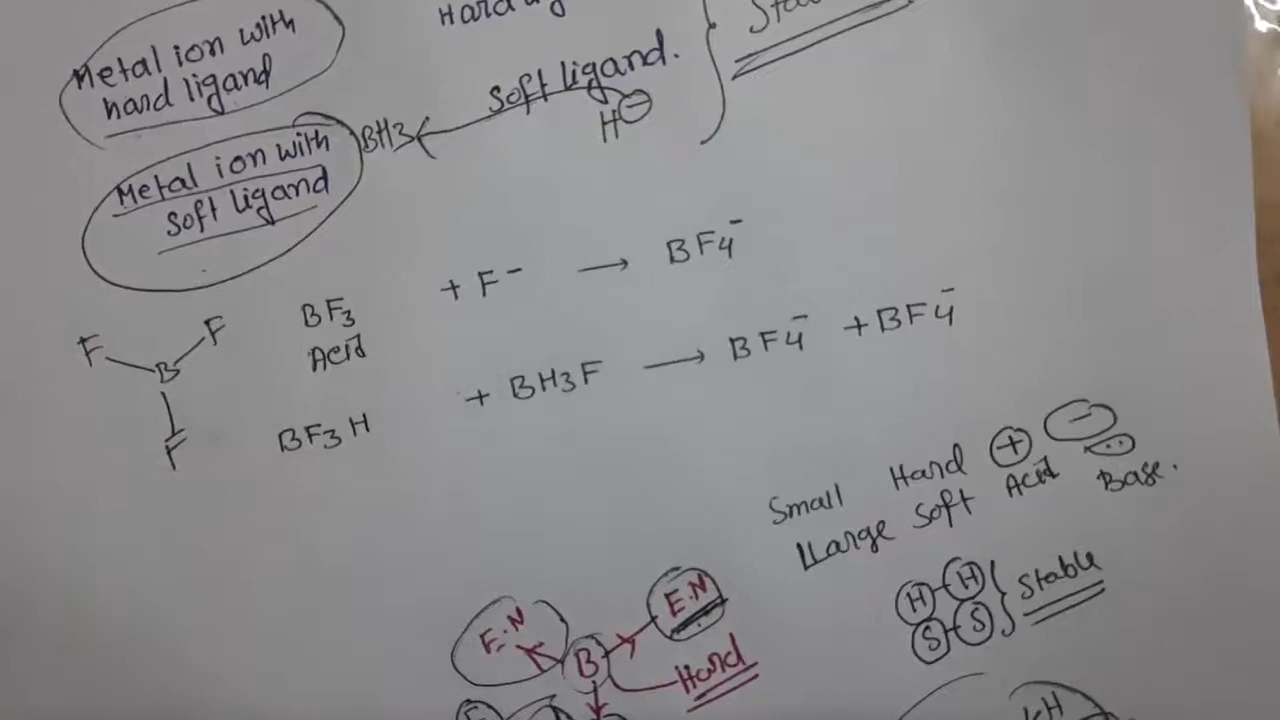 Metal ion with
hard ligand
Hard
Soft ligand.
H⊖
BH3
Metal ion with
soft ligand
BF3 + F⁻ → BF4⁻
Acid
F F
B
F
BF3H + BH3F → BF4⁻ + BF4⁻
Small Hard ⊕ ⊖
Large Soft Acid Base.
H-H
S-S } Stable
E.N E.N
B
Hard